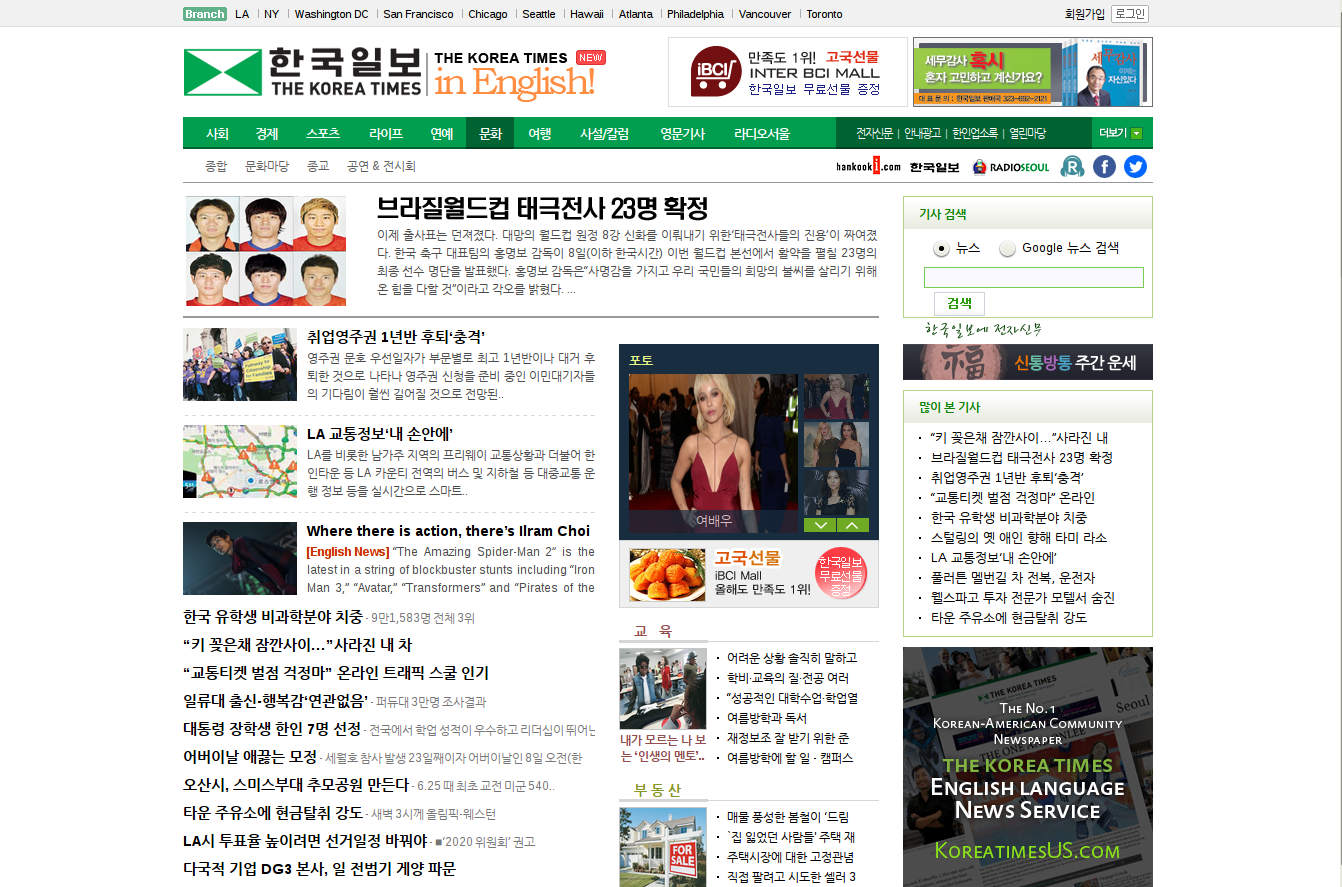 Branch LA NY Washington DC San Francisco Chicago Seattle Hawaii Atlanta Philadelphia Vancouver Toronto 회원가입 로그인
한국일보 THE KOREA TIMES
THE KOREA TIMES NEW
in English!
iBCI 만족도 1위! 고국선물
INTER BCI MALL
한국일보 무료선물 증정
세무감사 혹시
혼자 고민하고 계신가요?
사회 경제 스포츠 라이프 연예 문화 여행 사설/칼럼 영문기사 라디오서울 전자신문 | 안내광고 | 한인업소록 | 열린마당 더보기
종합 문화마당 종교 공연 & 전시회
hankooki.com 한국일보 RADIOSEOUL
브라질월드컵 태극전사 23명 확정
이제 출사표는 던져졌다. 대망의 월드컵 원정 8강 신화를 이뤄내기 위한‘태극전사들의 진용’이 짜여졌
다. 한국 축구 대표팀의 홍명보 감독이 8일(이하 한국시간) 이번 월드컵 본선에서 활약을 펼칠 23명의
최종 선수 명단을 발표했다. 홍명보 감독은“사명감을 가지고 우리 국민들의 희망의 불씨를 살리기 위해
온 힘을 다할 것”이라고 각오를 밝혔다. ...
기사 검색
뉴스 Google 뉴스 검색
검색
한국일보에 전자신문
신통방통 주간 운세
취업영주권 1년반 후퇴‘충격’
영주권 문호 우선일자가 부문별로 최고 1년반이나 대거 후
퇴한 것으로 나타나 영주권 신청을 준비 중인 이민대기자들
의 기다림이 훨씬 길어질 것으로 전망된..
LA 교통정보‘내 손안에’
LA를 비롯한 남가주 지역의 프리웨이 교통상황과 더불어 한
인타운 등 LA 카운티 전역의 버스 및 지하철 등 대중교통 운
행 정보 등을 실시간으로 스마트..
Where there is action, there’s Ilram Choi
[English News] “The Amazing Spider-Man 2” is the
latest in a string of blockbuster stunts including “Iron
Man 3,” “Avatar,” “Transformers” and “Pirates of the
한국 유학생 비과학분야 치중 - 9만1,583명 전체 3위
“키 꽂은채 잠깐사이…”사라진 내 차
“교통티켓 벌점 걱정마” 온라인 트래픽 스쿨 인기
일류대 출신-행복감‘연관없음’ - 퍼듀대 3만명 조사결과
대통령 장학생 한인 7명 선정 - 전국에서 학업 성적이 우수하고 리더십이 뛰어난
어버이날 애끓는 모정 - 세월호 참사 발생 23일째이자 어버이날인 8일 오전(한
오산시, 스미스부대 추모공원 만든다 - 6.25 때 최초 교전 미군 540..
타운 주유소에 현금탈취 강도 - 새벽 3시께 올림픽·웨스턴
LA시 투표율 높이려면 선거일정 바꿔야 - ■‘2020 위원회’ 권고
다국적 기업 DG3 본사, 일 전범기 게양 파문
포토
여배우
고국선물
iBCI Mall
올해도 만족도 1위!
한국일보
무료선물
증정
교 육
내가 모르는 나 보
는 ‘인생의 멘토’..
어려운 상황 솔직히 말하고
학비·교육의 질·전공 여러
“성공적인 대학수업·학업열
여름방학과 독서
재정보조 잘 받기 위한 준
여름방학에 할 일 - 캠퍼스
부 동 산
FOR SALE
매물 풍성한 봄철이 ‘드림
`집 잃었던 사람들' 주택 재
주택시장에 대한 고정관념
직접 팔려고 시도한 셀러 3
많이 본 기사
“키 꽂은채 잠깐사이…”사라진 내
브라질월드컵 태극전사 23명 확정
취업영주권 1년반 후퇴‘충격’
“교통티켓 벌점 걱정마” 온라인
한국 유학생 비과학분야 치중
스털링의 옛 애인 향해 타미 라소
LA 교통정보‘내 손안에’
풀러튼 멜번길 차 전복, 운전자
웰스파고 투자 전문가 모텔서 숨진
타운 주유소에 현금탈취 강도
THE NO.1
KOREAN-AMERICAN COMMUNITY
NEWSPAPER
THE KOREA TIMES
ENGLISH LANGUAGE
NEWS SERVICE
KOREATIMESUS.COM